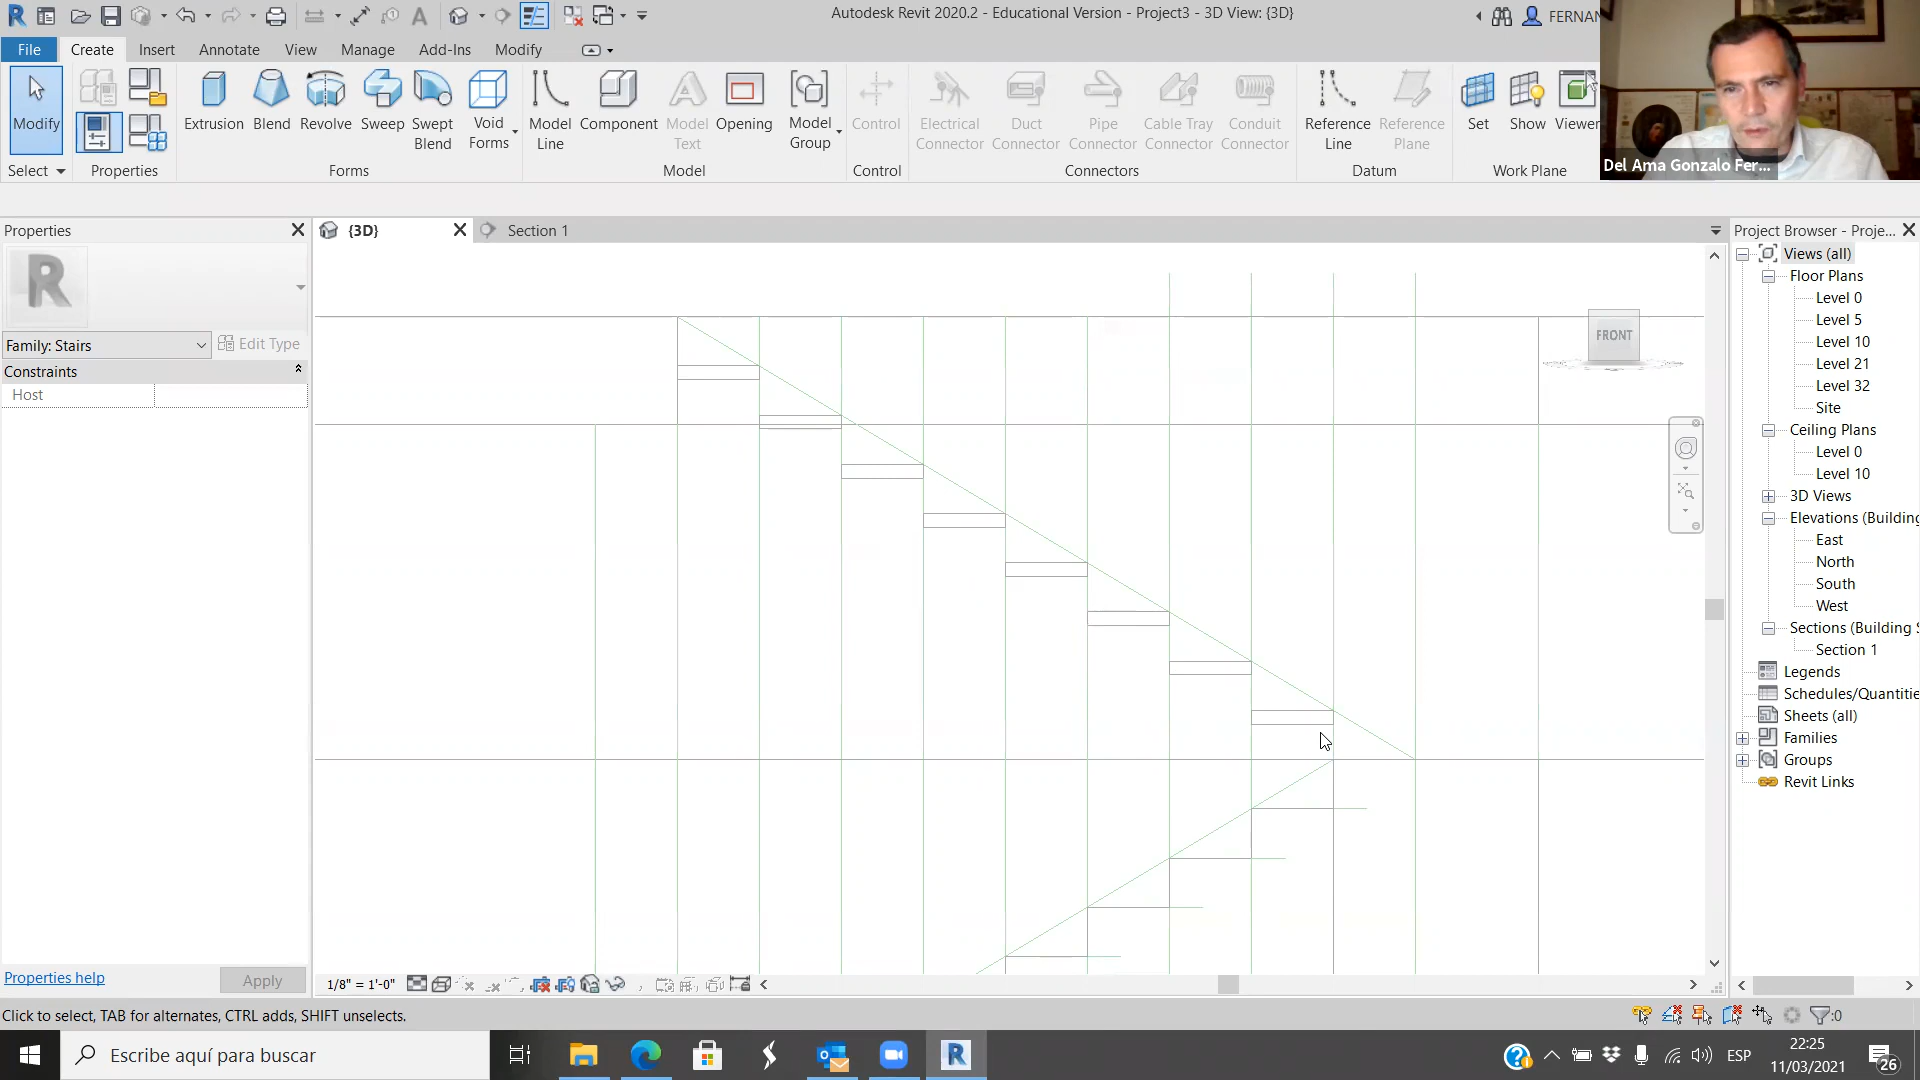 Autodesk Revit 2020.2 - Educational Version - Project3 - 3D View: {3D}
FERNAN
File Create Insert Annotate View Manage Add-Ins Modify
Modify
Extrusion Blend Revolve Sweep Swept Blend Void Forms
Model Line Component Model Text Opening Model Group
Control
Electrical Connector Duct Connector Pipe Connector Cable Tray Connector Conduit Connector
Reference Line Reference Plane
Set Show Viewer
Select Properties Forms Model Control Connectors Datum Work Plane
Del Ama Gonzalo Fer...
Properties
{3D}
Section 1
Project Browser - Proje...
R
Family: Stairs
Edit Type
Constraints
Host
FRONT
Views (all)
Floor Plans
Level 0
Level 5
Level 10
Level 21
Level 32
Site
Ceiling Plans
Level 0
Level 10
3D Views
Elevations (Building
East
North
South
West
Sections (Building S
Section 1
Legends
Schedules/Quantitie
Sheets (all)
Families
Groups
Revit Links
Properties help
Apply
1/8" = 1'-0"
Click to select, TAB for alternates, CTRL adds, SHIFT unselects.
:0
Escribe aquí para buscar
ESP
22:25
11/03/2021
26